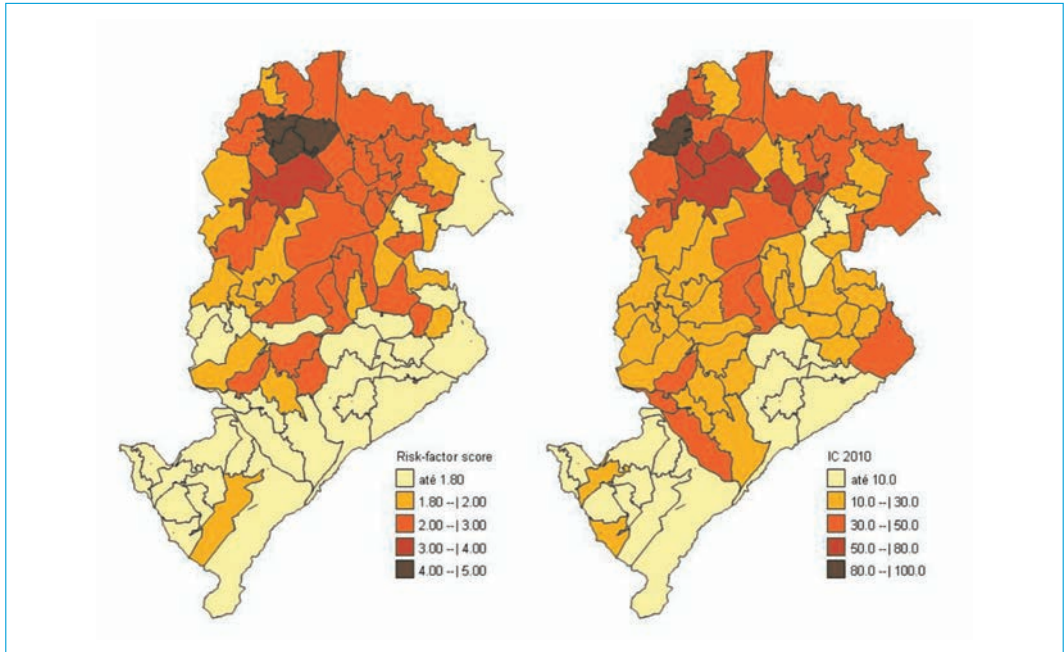 Risk-factor score
até 1.80
1.80 --| 2.00
2.00 --| 3.00
3.00 --| 4.00
4.00 --| 5.00
IC 2010
até 10.0
10.0 --| 30.0
30.0 --| 50.0
50.0 --| 80.0
80.0 --| 100.0